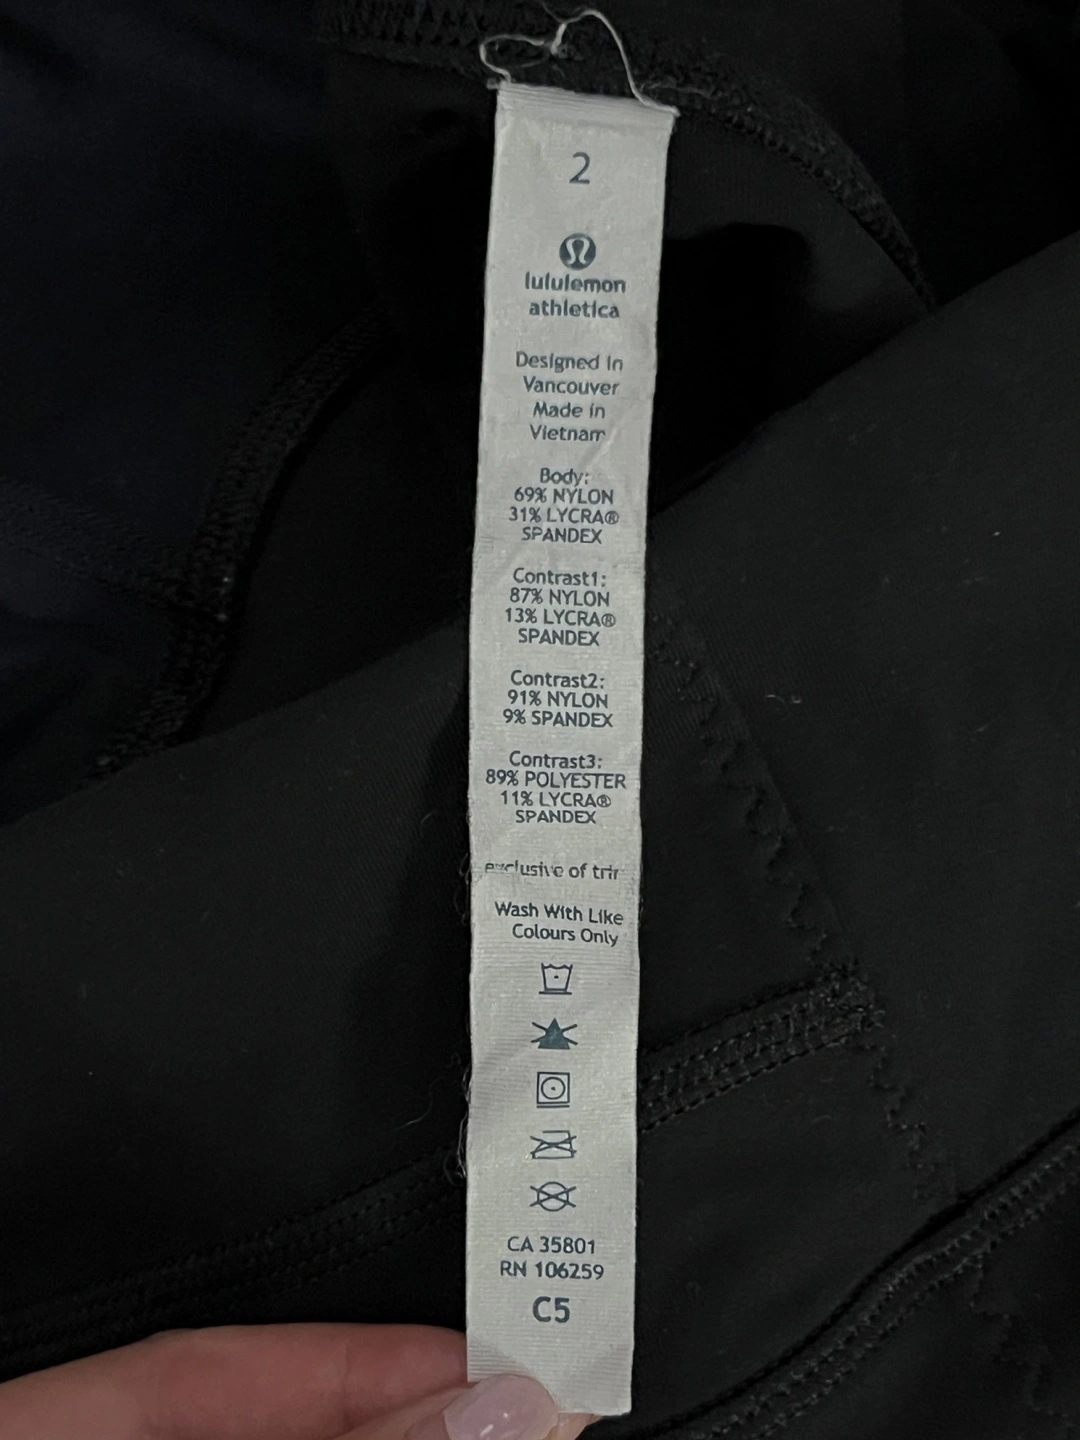 2
lululemon
athletica
Designed in
Vancouver
Made in
Vietnam
Body:
69% NYLON
31% LYCRA®
SPANDEX
Contrast1:
87% NYLON
13% LYCRA®
SPANDEX
Contrast2:
91% NYLON
9% SPANDEX
Contrast3:
89% POLYESTER
11% LYCRA®
SPANDEX
exclusive of
Wash With Like
Colours Only
CA 35801
RN 106259
C5